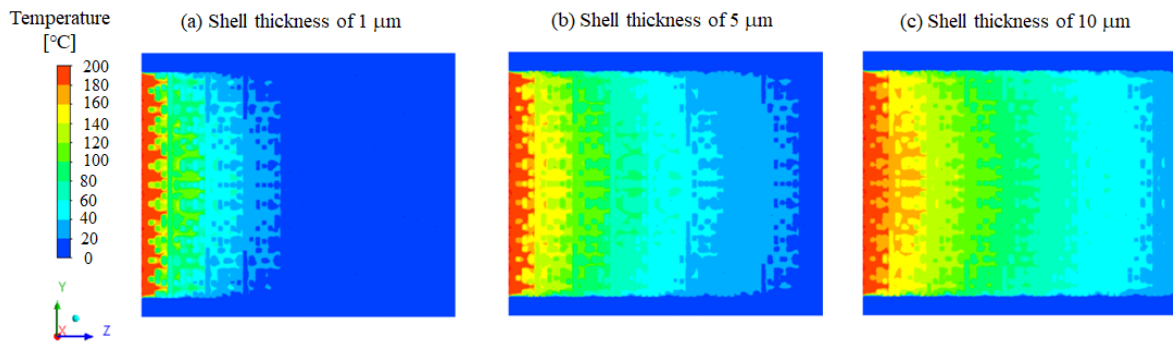 Temperature
[°C]
(a) Shell thickness of 1 μm
(b) Shell thickness of 5 μm
(c) Shell thickness of 10 μm
200
180
160
140
120
100
80
60
40
20
0
Y
X
Z